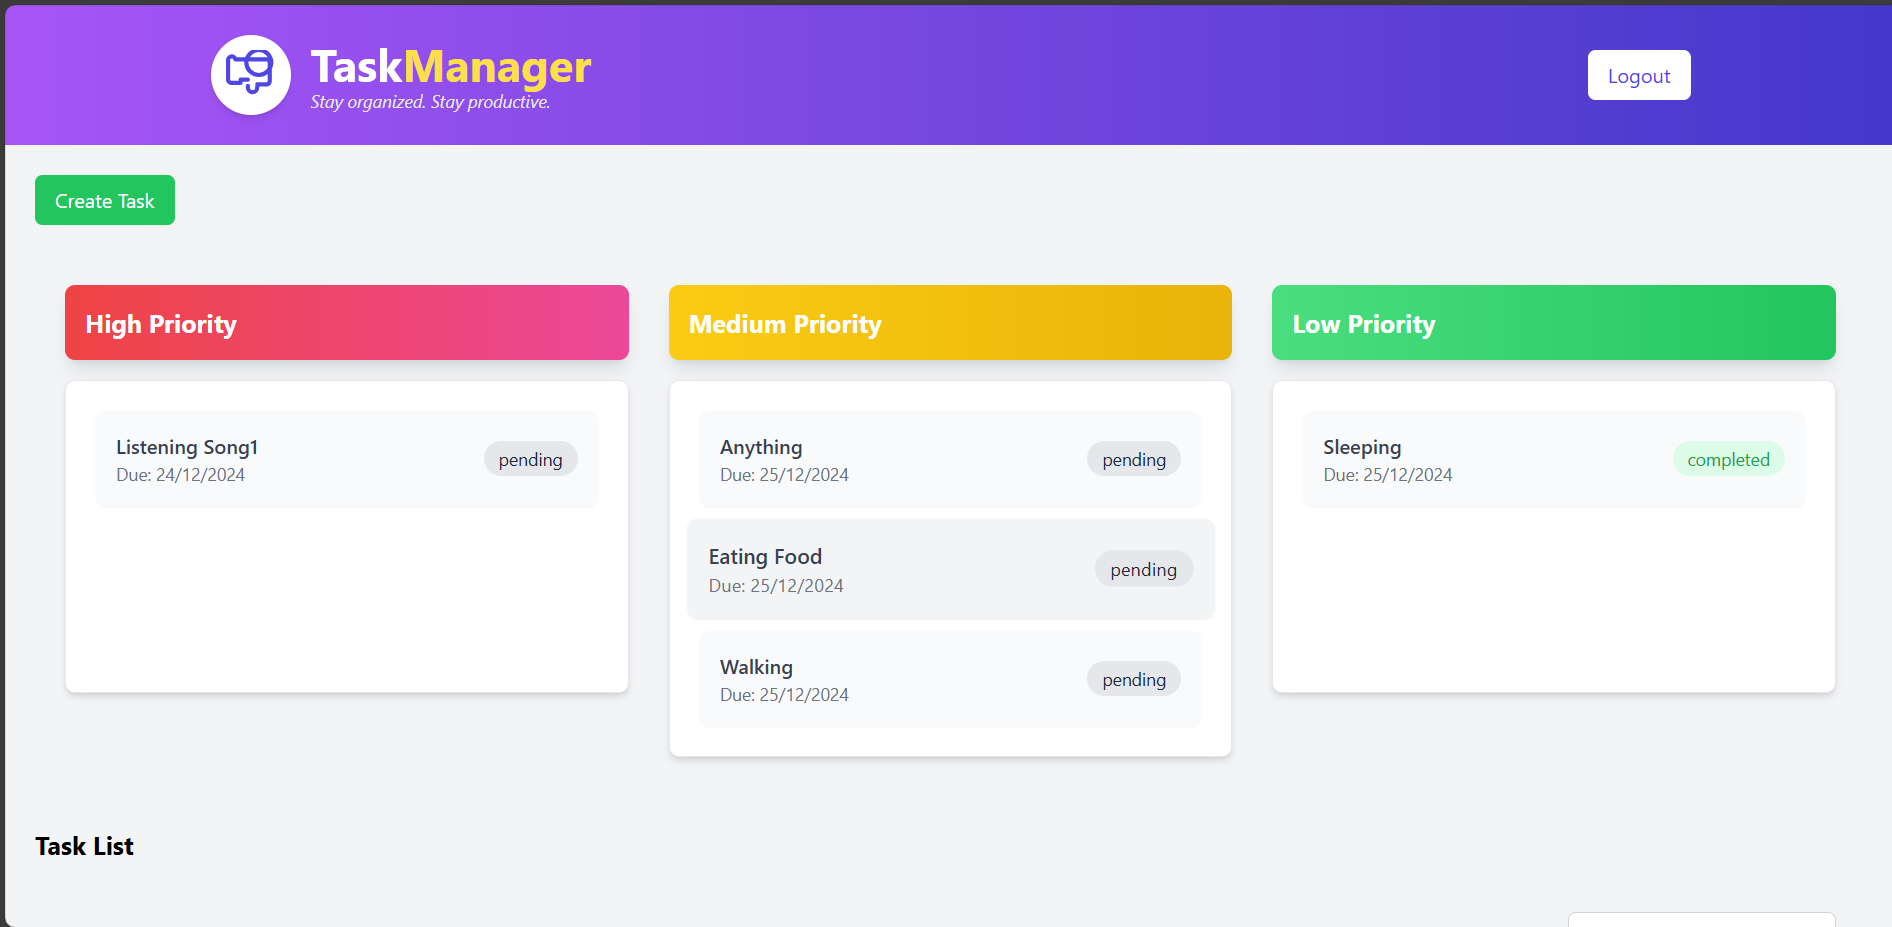 TaskManager
Stay organized. Stay productive.
Logout
Create Task
High Priority
Listening Song1
Due: 24/12/2024
pending
Medium Priority
Anything
Due: 25/12/2024
pending
Eating Food
Due: 25/12/2024
pending
Walking
Due: 25/12/2024
pending
Low Priority
Sleeping
Due: 25/12/2024
completed
Task List